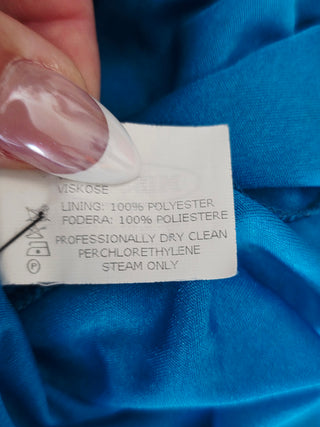 VISKOSE
LINING: 100% POLYESTER
FODERA: 100% POLIESTERE
PROFESSIONALLY DRY CLEAN
PERCHLORETHYLENE
STEAM ONLY
P